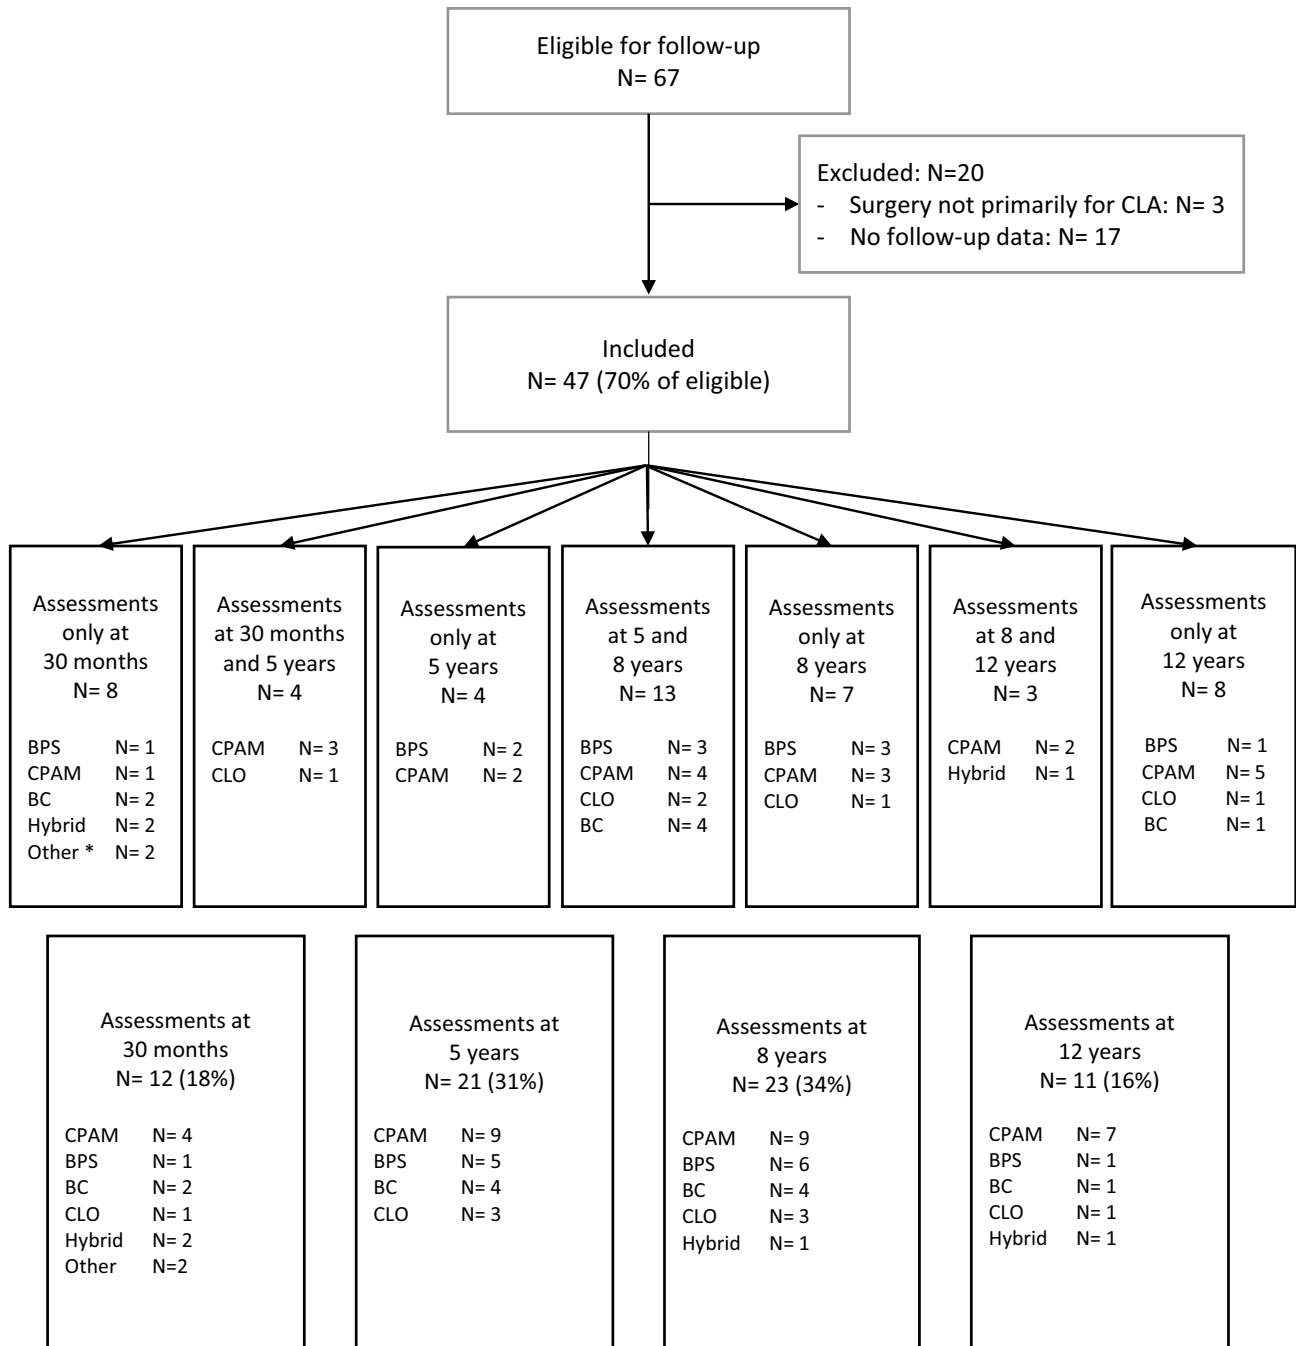 Eligible for follow-up
N= 67
Excluded: N=20
- Surgery not primarily for CLA: N= 3
- No follow-up data: N= 17
Included
N= 47 (70% of eligible)
Assessments
only at
30 months
N= 8
BPS N= 1
CPAM N= 1
BC N= 2
Hybrid N= 2
Other * N= 2
Assessments
at 30 months
and 5 years
N= 4
CPAM N= 3
CLO N= 1
Assessments
only at
5 years
N= 4
BPS N= 2
CPAM N= 2
Assessments
at 5 and
8 years
N= 13
BPS N= 3
CPAM N= 4
CLO N= 2
BC N= 4
Assessments
only at
8 years
N= 7
BPS N= 3
CPAM N= 3
CLO N= 1
Assessments
at 8 and
12 years
N= 3
CPAM N= 2
Hybrid N= 1
Assessments
only at
12 years
N= 8
BPS N= 1
CPAM N= 5
CLO N= 1
BC N= 1
Assessments at
30 months
N= 12 (18%)
CPAM N= 4
BPS N= 1
BC N= 2
CLO N= 1
Hybrid N= 2
Other N=2
Assessments at
5 years
N= 21 (31%)
CPAM N= 9
BPS N= 5
BC N= 4
CLO N= 3
Assessments at
8 years
N= 23 (34%)
CPAM N= 9
BPS N= 6
BC N= 4
CLO N= 3
Hybrid N= 1
Assessments at
12 years
N= 11 (16%)
CPAM N= 7
BPS N= 1
BC N= 1
CLO N= 1
Hybrid N= 1